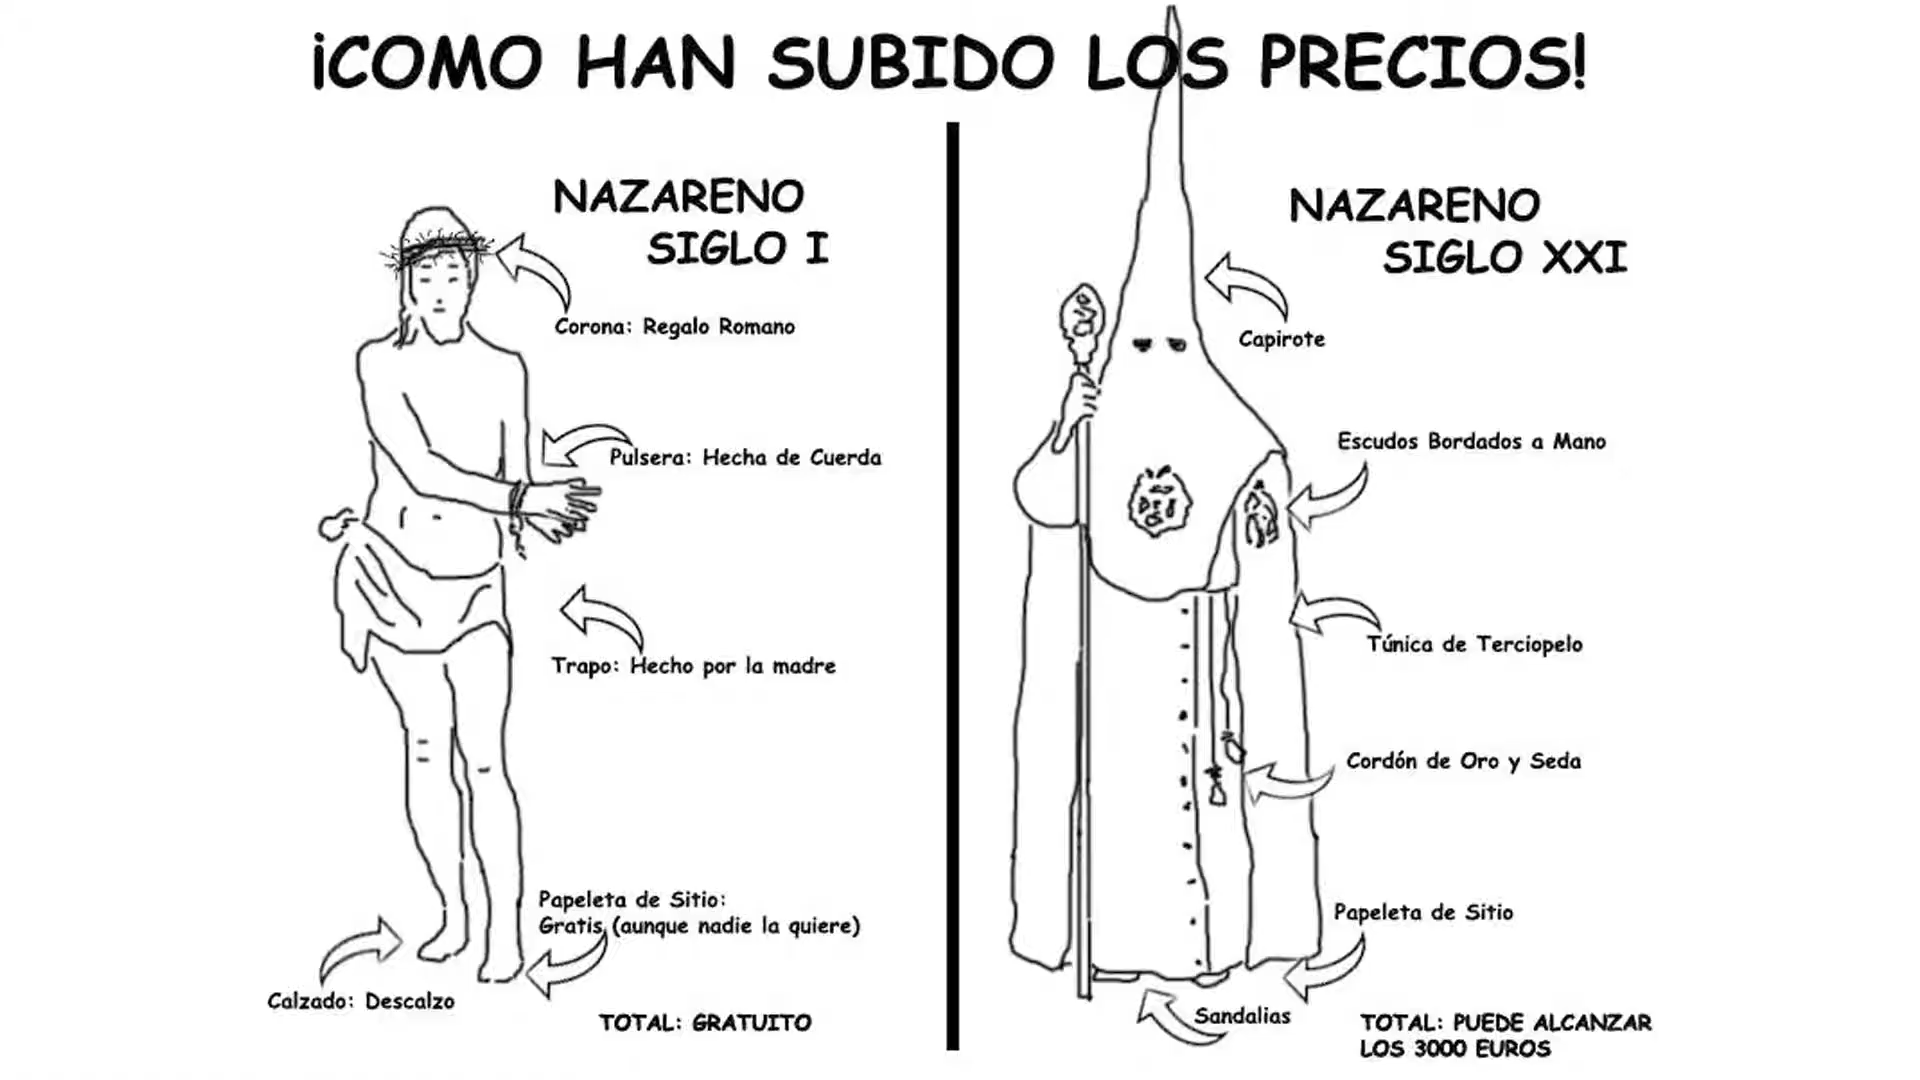 ¡COMO HAN SUBIDO LOS PRECIOS!
NAZARENO
SIGLO I
Corona: Regalo Romano
Pulsera: Hecha de Cuerda
Trapo: Hecho por la madre
Papeleta de Sitio:
Gratis (aunque nadie la quiere)
Calzado: Descalzo
TOTAL: GRATUITO
NAZARENO
SIGLO XXI
Capirote
Escudos Bordados a Mano
Túnica de Terciopelo
Cordón de Oro y Seda
Papeleta de Sitio
Sandalias
TOTAL: PUEDE ALCANZAR
LOS 3000 EUROS